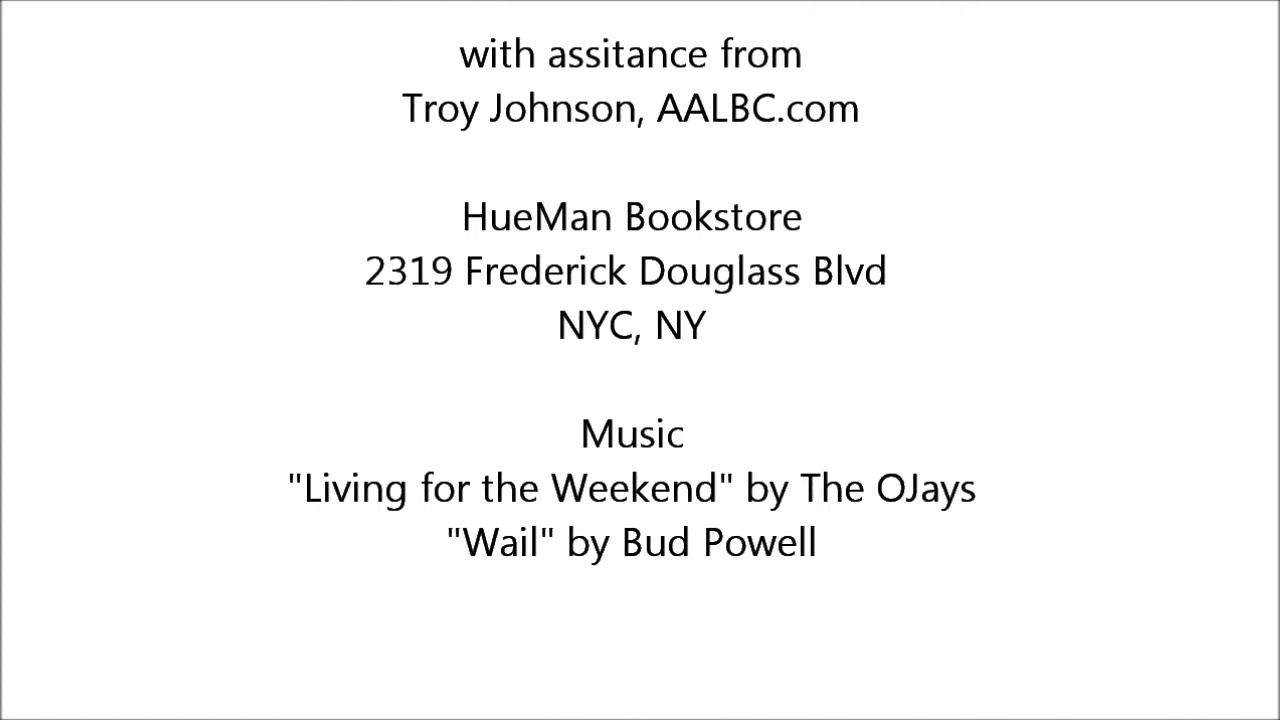 with assitance from
Troy Johnson, AALBC.com
HueMan Bookstore
2319 Frederick Douglass Blvd
NYC, NY
Music
"Living for the Weekend" by The OJays
"Wail" by Bud Powell